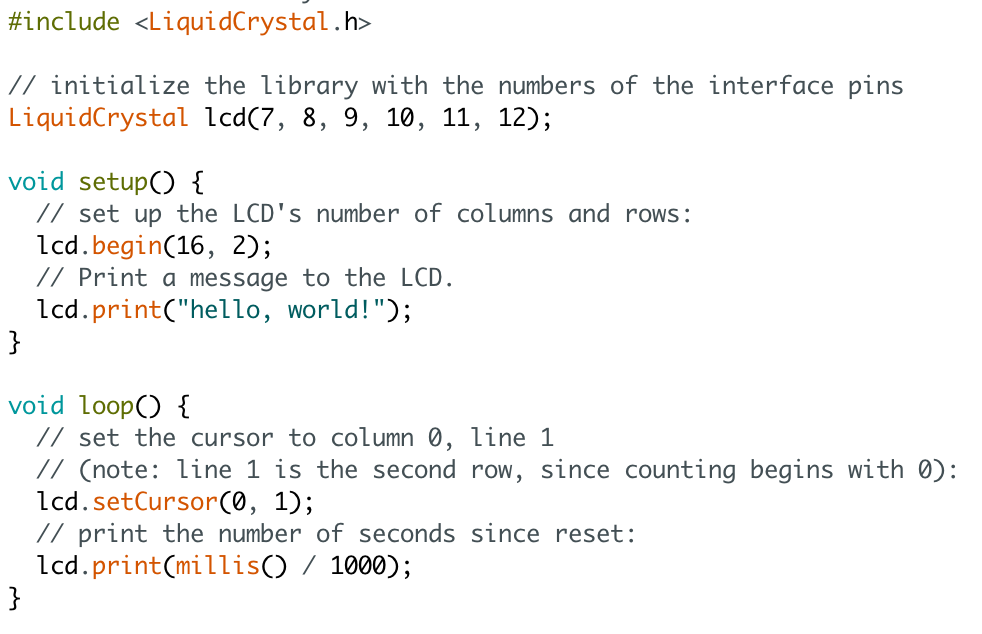 #include <LiquidCrystal.h>
// initialize the library with the numbers of the interface pins
LiquidCrystal lcd(7, 8, 9, 10, 11, 12);
void setup() {
  // set up the LCD's number of columns and rows:
  lcd.begin(16, 2);
  // Print a message to the LCD.
  lcd.print("hello, world!");
}
void loop() {
  // set the cursor to column 0, line 1
  // (note: line 1 is the second row, since counting begins with 0):
  lcd.setCursor(0, 1);
  // print the number of seconds since reset:
  lcd.print(millis() / 1000);
}